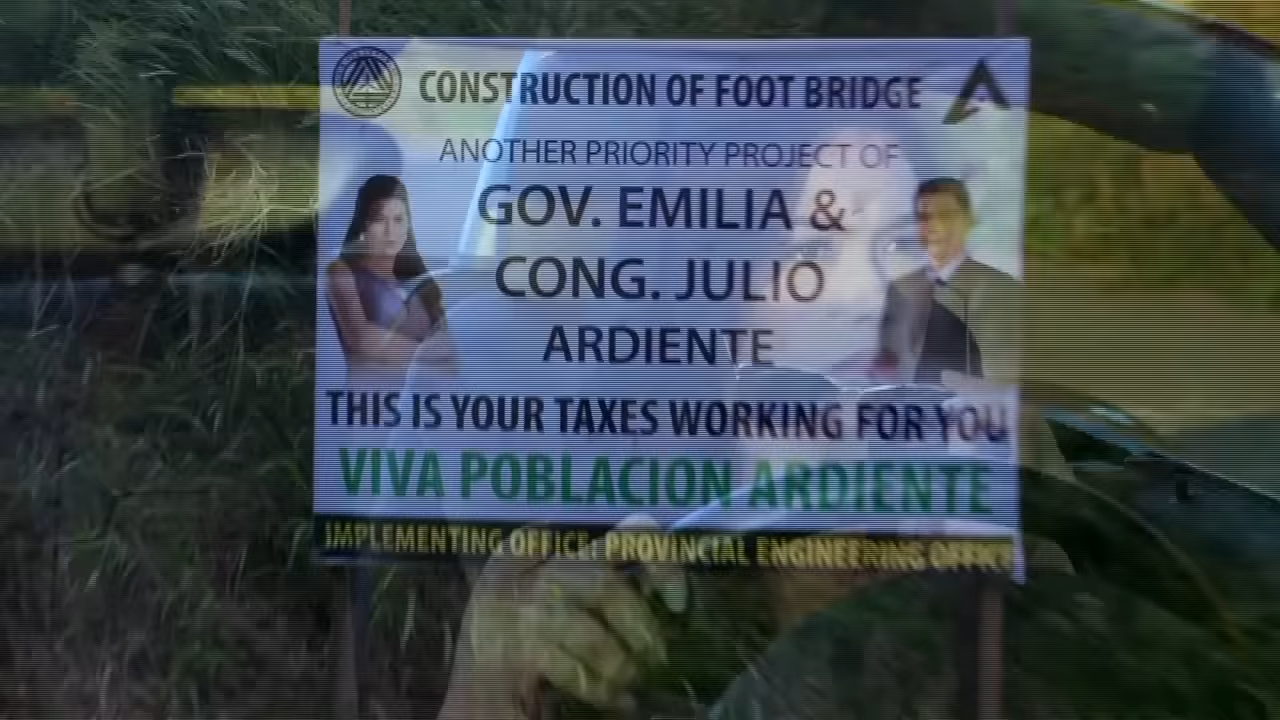 CONSTRUCTION OF FOOT BRIDGE
ANOTHER PRIORITY PROJECT OF
GOV. EMILIA &
CONG. JULIO
ARDIENTE
THIS IS YOUR TAXES WORKING FOR YOU
VIVA POBLACION ARDIENTE
IMPLEMENTING OFFICE: PROVINCIAL ENGINEERING OFFICE